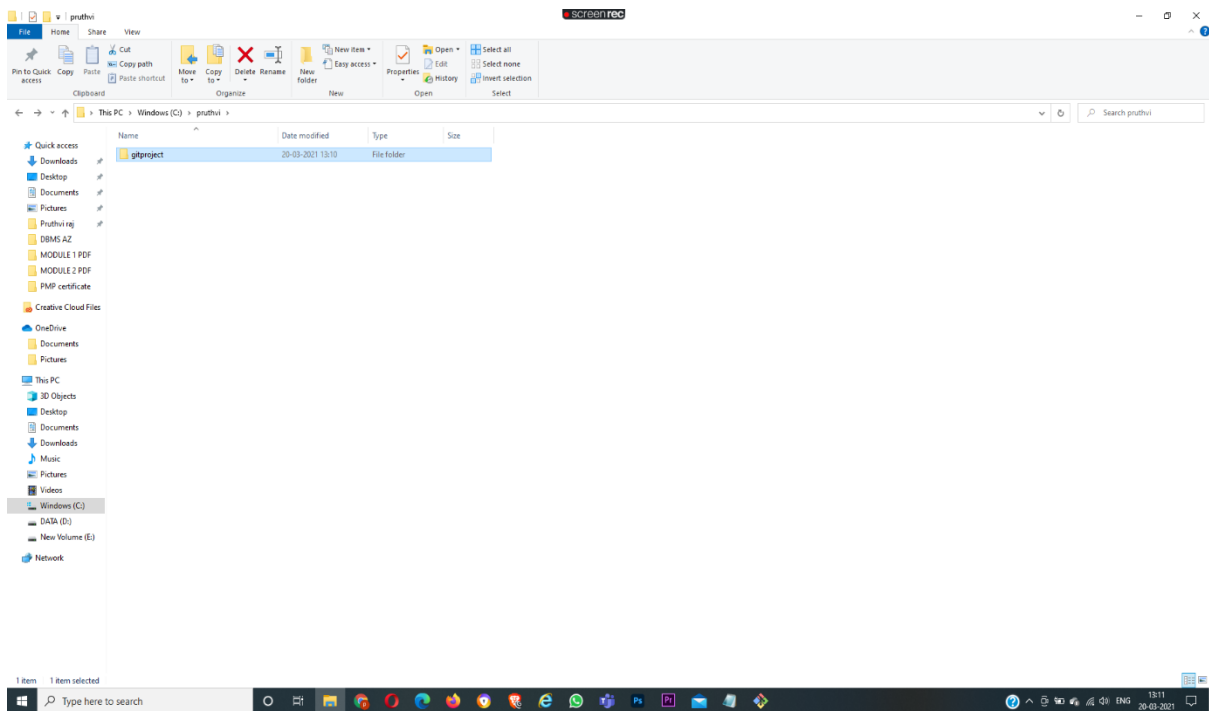 pruthvi
screenrec
File Home Share View
Pin to Quick access
Copy
Paste
Cut
Copy path
Paste shortcut
Clipboard
Move to
Copy to
Delete
Rename
Organize
New folder
New item
Easy access
New
Properties
Open
Edit
History
Open
Select all
Select none
Invert selection
Select
This PC > Windows (C:) > pruthvi >
Search pruthvi
Name Date modified Type Size
gitproject 20-03-2021 13:10 File folder
Quick access
Downloads
Desktop
Documents
Pictures
Pruthvi raj
DBMS AZ
MODULE 1 PDF
MODULE 2 PDF
PMP certificate
Creative Cloud Files
OneDrive
Documents
Pictures
This PC
3D Objects
Desktop
Documents
Downloads
Music
Pictures
Videos
Windows (C:)
DATA (D:)
New Volume (E:)
Network
1 item 1 item selected
Type here to search
Ps
Pr
ENG
13:11
20-03-2021